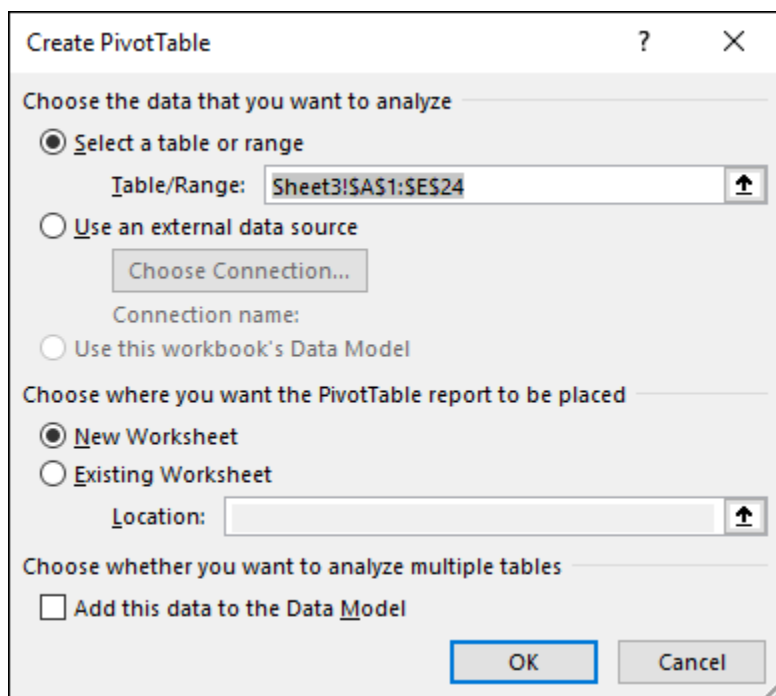 Create PivotTable ?
Choose the data that you want to analyze
Select a table or range
Table/Range: Sheet3!$A$1:$E$24
Use an external data source
Choose Connection...
Connection name:
Use this workbook's Data Model
Choose where you want the PivotTable report to be placed
New Worksheet
Existing Worksheet
Location:
Choose whether you want to analyze multiple tables
Add this data to the Data Model
OK Cancel